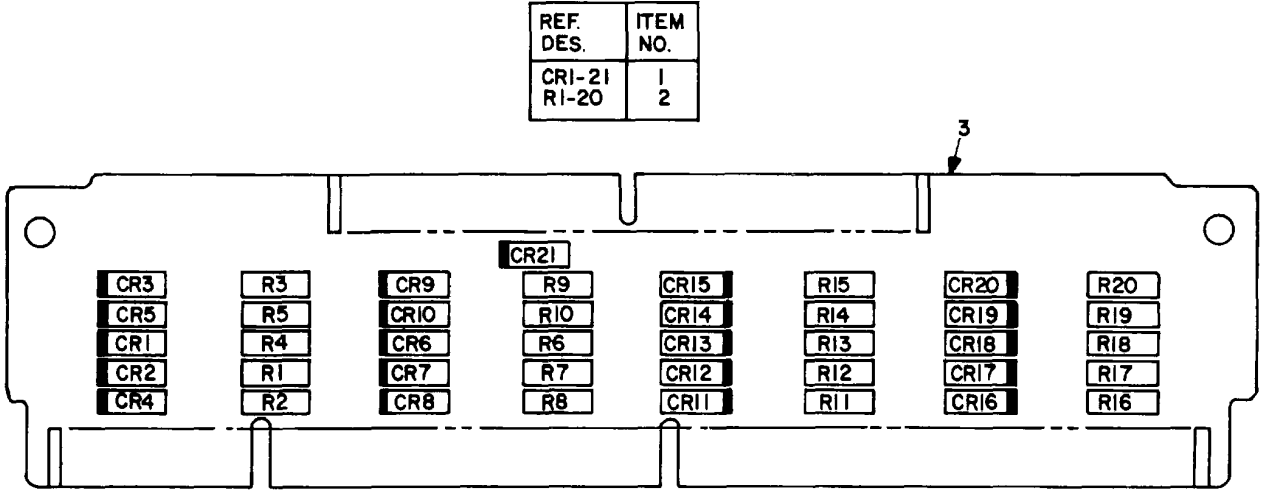 REF. DES. ITEM NO.
CR1-21 1
R1-20 2
3
CR21
CR3 R3 CR9 R9 CR15 R15 CR20 R20
CR5 R5 CR10 R10 CR14 R14 CR19 R19
CR1 R4 CR6 R6 CR13 R13 CR18 R18
CR2 R1 CR7 R7 CR12 R12 CR17 R17
CR4 R2 CR8 R8 CR11 R11 CR16 R16